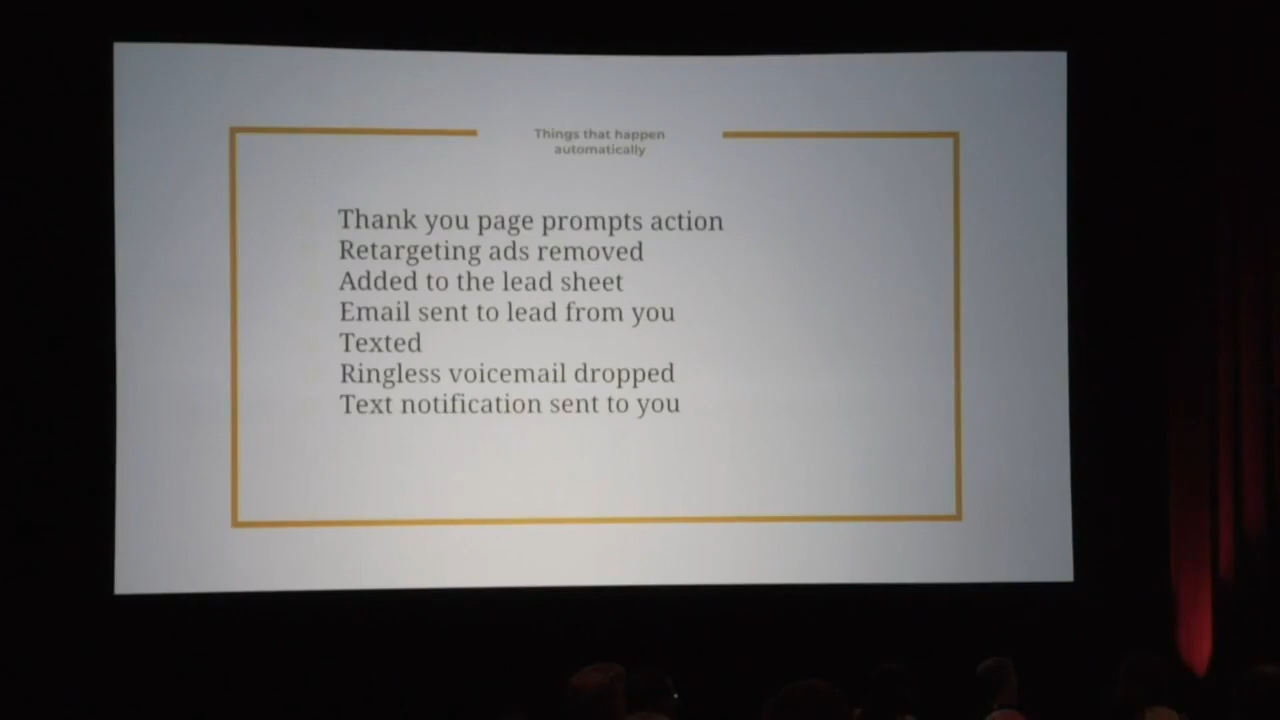 Things that happen
automatically
Thank you page prompts action
Retargeting ads removed
Added to the lead sheet
Email sent to lead from you
Texted
Ringless voicemail dropped
Text notification sent to you